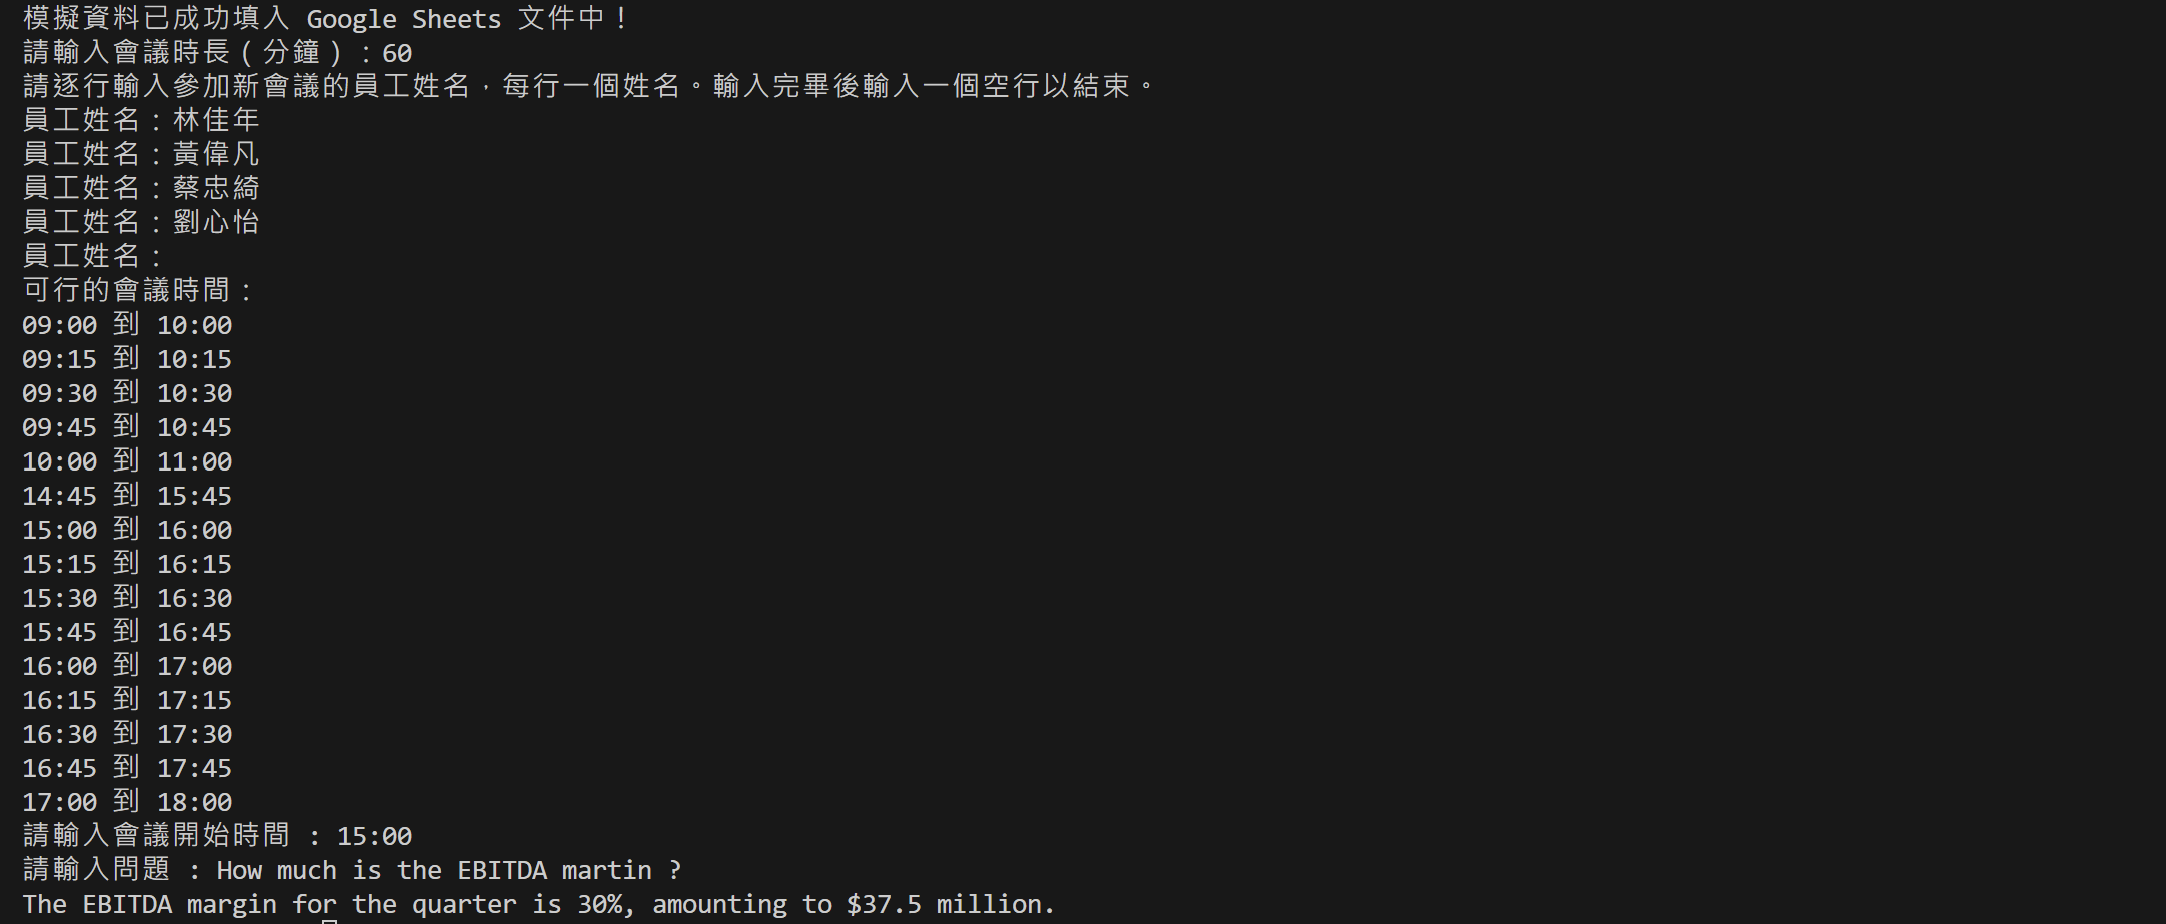 模擬資料已成功填入 Google Sheets 文件中！
請輸入會議時長（分鐘）：60
請逐行輸入參加新會議的員工姓名，每行一個姓名。輸入完畢後輸入一個空行以結束。
員工姓名：林佳年
員工姓名：黃偉凡
員工姓名：蔡忠綺
員工姓名：劉心怡
員工姓名：
可行的會議時間：
09:00 到 10:00
09:15 到 10:15
09:30 到 10:30
09:45 到 10:45
10:00 到 11:00
14:45 到 15:45
15:00 到 16:00
15:15 到 16:15
15:30 到 16:30
15:45 到 16:45
16:00 到 17:00
16:15 到 17:15
16:30 到 17:30
16:45 到 17:45
17:00 到 18:00
請輸入會議開始時間 : 15:00
請輸入問題 : How much is the EBITDA martin ?
The EBITDA margin for the quarter is 30%, amounting to $37.5 million.